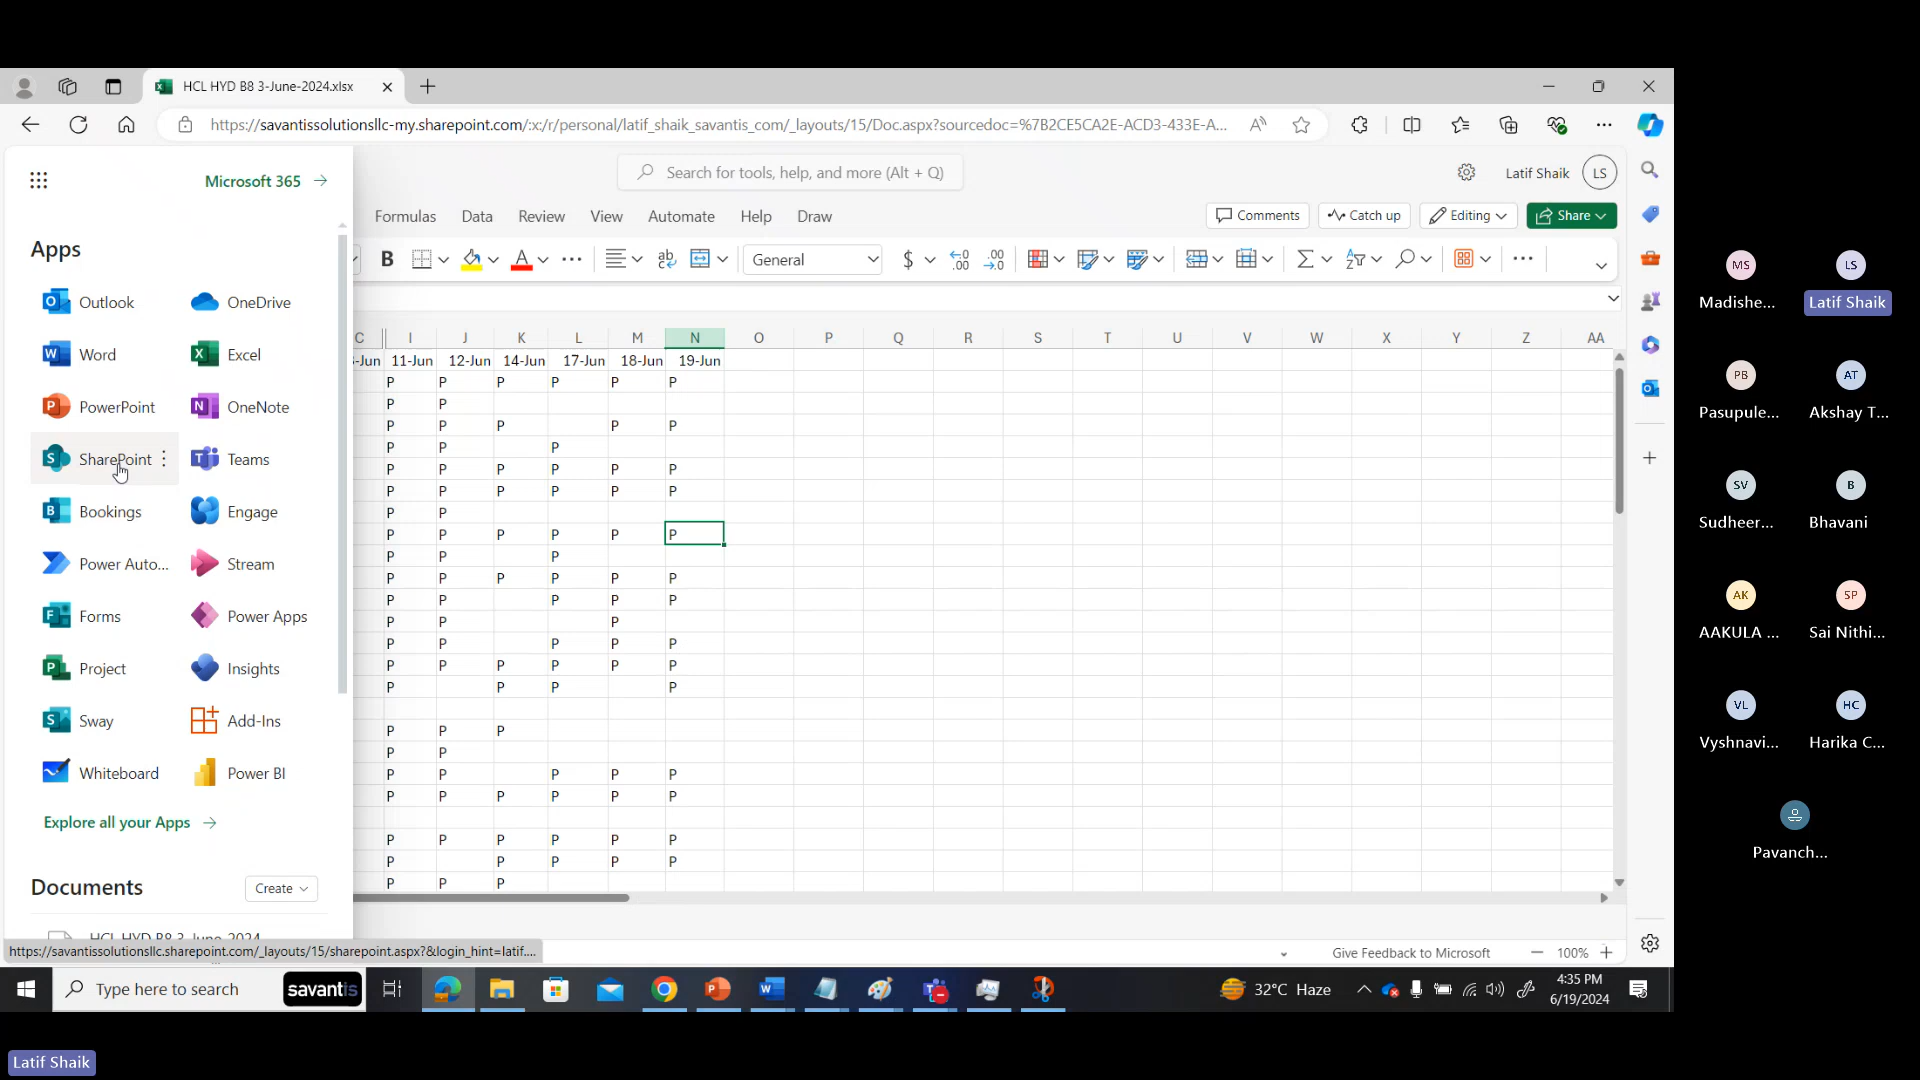 HCL HYD B8 3-June-2024.xlsx
https://savantissolutionsllc-my.sharepoint.com/:x:/r/personal/latif_shaik_savantis_com/_layouts/15/Doc.aspx?sourcedoc=%7B2CE5CA2E-ACD3-433E-A...
Microsoft 365
Search for tools, help, and more (Alt + Q)
Latif Shaik
LS
Formulas Data Review View Automate Help Draw
Comments Catch up Editing Share
B A General $
Apps
Outlook OneDrive
Word Excel
PowerPoint OneNote
SharePoint Teams
Bookings Engage
Power Auto... Stream
Forms Power Apps
Project Insights
Sway Add-Ins
Whiteboard Power BI
Explore all your Apps
Documents Create
https://savantissolutionsllc.sharepoint.com/_layouts/15/sharepoint.aspx?&login_hint=latif....
C I J K L M N O P Q R S T U V W X Y Z AA
-Jun 11-Jun 12-Jun 14-Jun 17-Jun 18-Jun 19-Jun
P P P P P P
P P
P P P P P
P P P
P P P P P P
P P P P P P
P P
P P P P P P
P P P
P P P P P P
P P P P P
P P P
P P P P P
P P P P P P
P P P P
P P P
P P
P P P P P
P P P P P P
P P P P P P
P P P P P
P P P
Give Feedback to Microsoft 100%
Type here to search
savantis
32°C Haze
4:35 PM
6/19/2024
MS
Madishe...
LS
Latif Shaik
PB
Pasupule...
AT
Akshay T...
SV
Sudheer...
B
Bhavani
AK
AAKULA ...
SP
Sai Nithi...
VL
Vyshnavi...
HC
Harika C...
Pavanch...
Latif Shaik